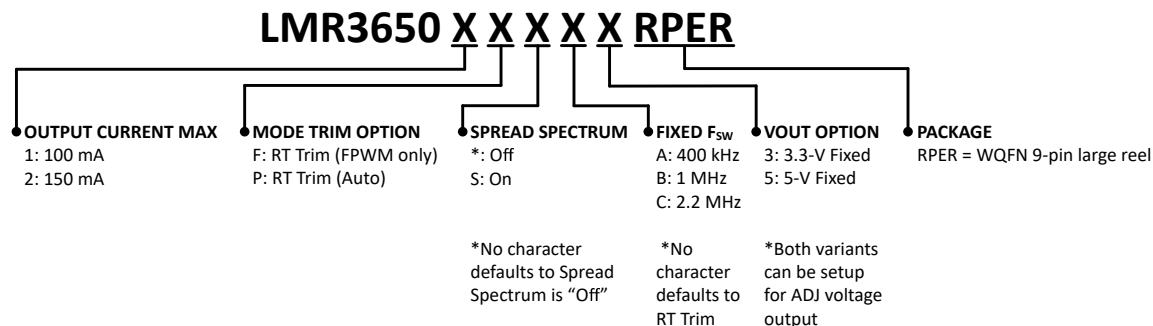 LMR3650 X X X X X RPER
OUTPUT CURRENT MAX
1: 100 mA
2: 150 mA
MODE TRIM OPTION
F: RT Trim (FPWM only)
P: RT Trim (Auto)
SPREAD SPECTRUM
*: Off
S: On
*No character
defaults to Spread
Spectrum is “Off”
FIXED FSW
A: 400 kHz
B: 1 MHz
C: 2.2 MHz
*No
character
defaults to
RT Trim
VOUT OPTION
3: 3.3-V Fixed
5: 5-V Fixed
*Both variants
can be setup
for ADJ voltage
output
PACKAGE
RPER = WQFN 9-pin large reel